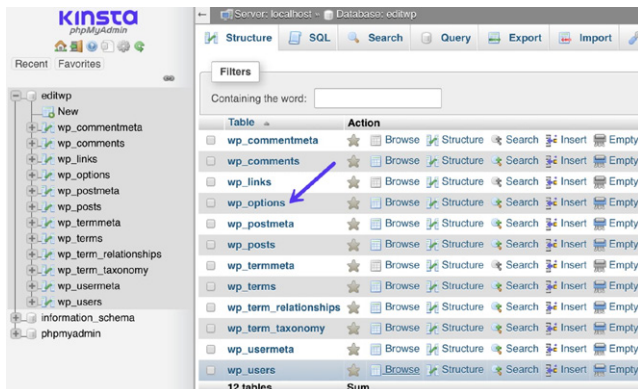 KINSTA
phpMyAdmin
Recent Favorites
editwp
New
wp_commentmeta
wp_comments
wp_links
wp_options
wp_postmeta
wp_posts
wp_termmeta
wp_terms
wp_term_relationships
wp_term_taxonomy
wp_usermeta
wp_users
information_schema
phpmyadmin
Server: localhost » Database: editwp
Structure SQL Search Query Export Import
Filters
Containing the word:
Table Action
wp_commentmeta Browse Structure Search Insert Empty
wp_comments Browse Structure Search Insert Empty
wp_links Browse Structure Search Insert Empty
wp_options Browse Structure Search Insert Empty
wp_postmeta Browse Structure Search Insert Empty
wp_posts Browse Structure Search Insert Empty
wp_termmeta Browse Structure Search Insert Empty
wp_terms Browse Structure Search Insert Empty
wp_term_relationships Browse Structure Search Insert Empty
wp_term_taxonomy Browse Structure Search Insert Empty
wp_usermeta Browse Structure Search Insert Empty
wp_users Browse Structure Search Insert Empty
12 tables Sum